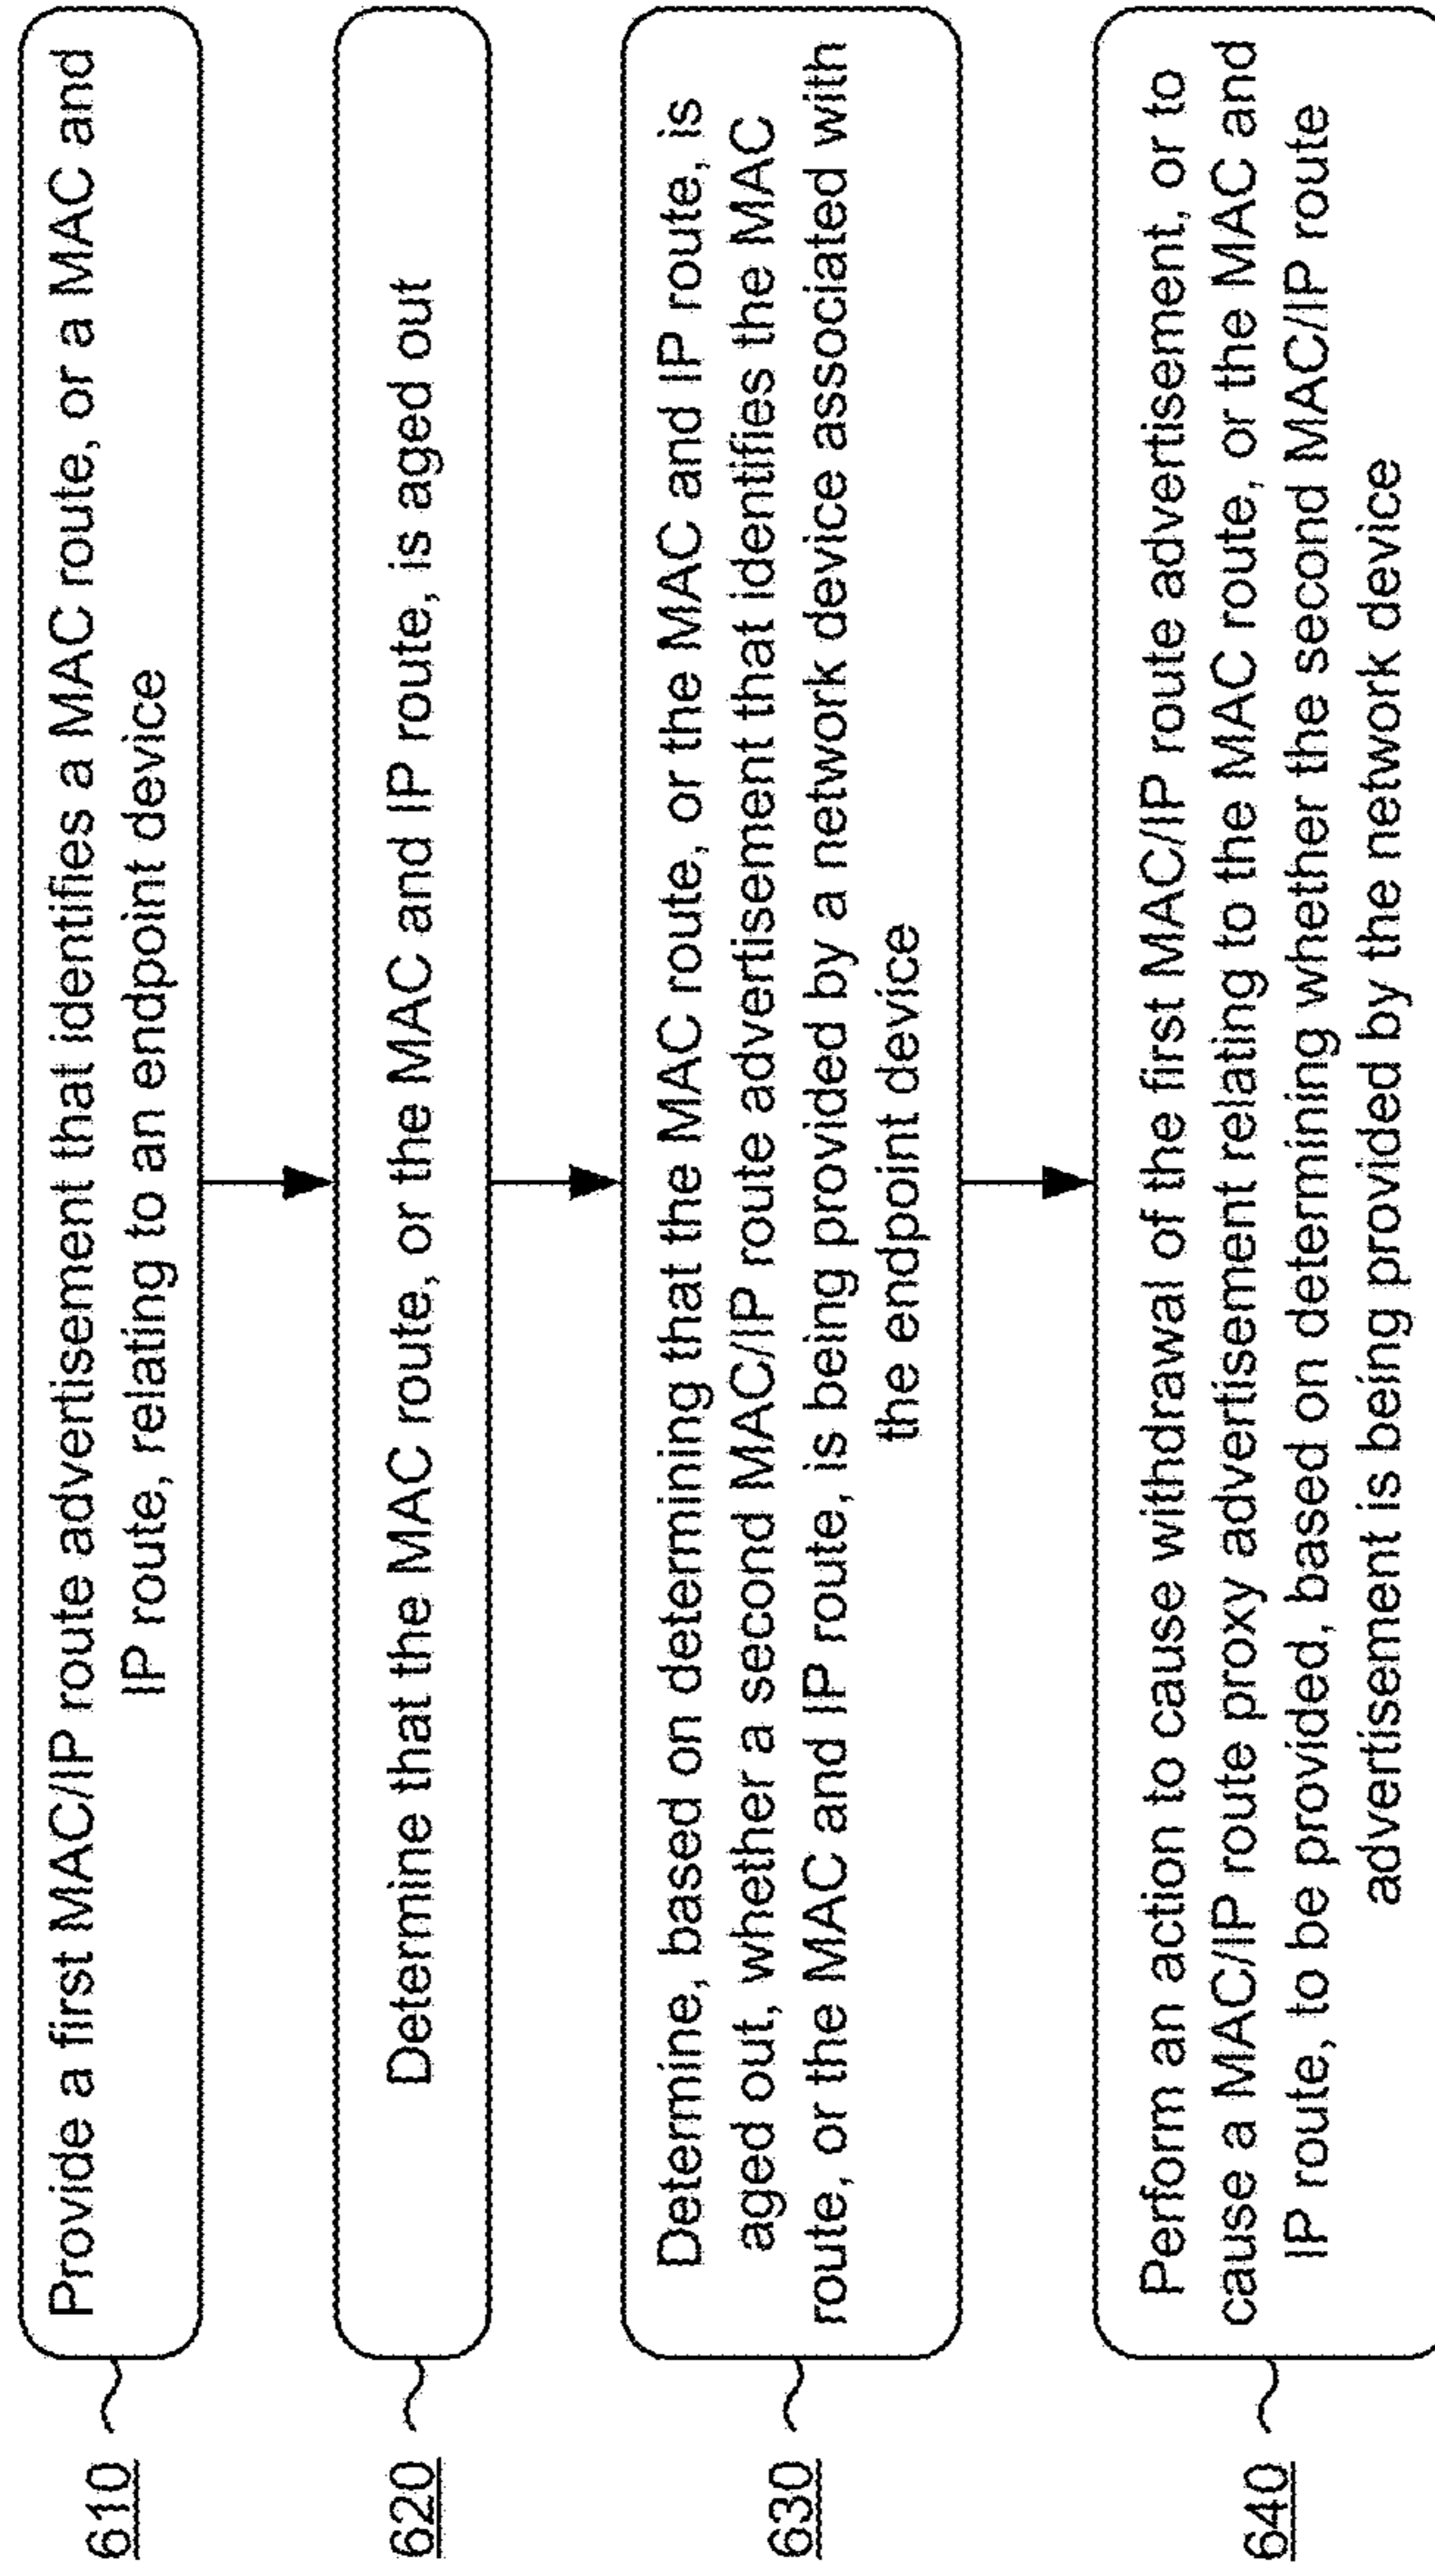 610
Provide a first MAC/IP route advertisement that identifies a MAC route, or a MAC and
IP route, relating to an endpoint device
620
Determine that the MAC route, or the MAC and IP route, is aged out
630
Determine, based on determining that the MAC route, or the MAC and IP route, is
aged out, whether a second MAC/IP route advertisement that identifies the MAC
route, or the MAC and IP route, is being provided by a network device associated with
the endpoint device
640
Perform an action to cause withdrawal of the first MAC/IP route advertisement, or to
cause a MAC/IP route proxy advertisement relating to the MAC route, or the MAC and
IP route, to be provided, based on determining whether the second MAC/IP route
advertisement is being provided by the network device